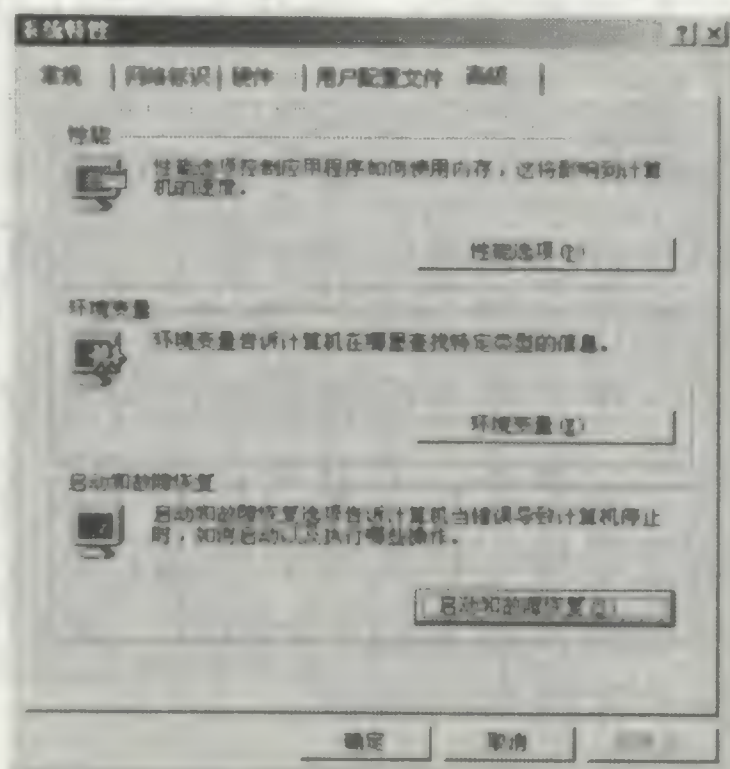 系统特性
常规 网络标识 硬件 用户配置文件 高级
性能
性能选项控制应用程序如何使用内存，这将影响到计算
机的速度。
性能选项(P)
环境变量
环境变量告诉计算机在哪里查找特定类型的信息。
环境变量(E)
启动和故障恢复
启动和故障恢复选项告诉计算机当错误导致计算机停止
时，如何启动以及执行哪些操作。
启动和故障恢复(S)
确定 取消